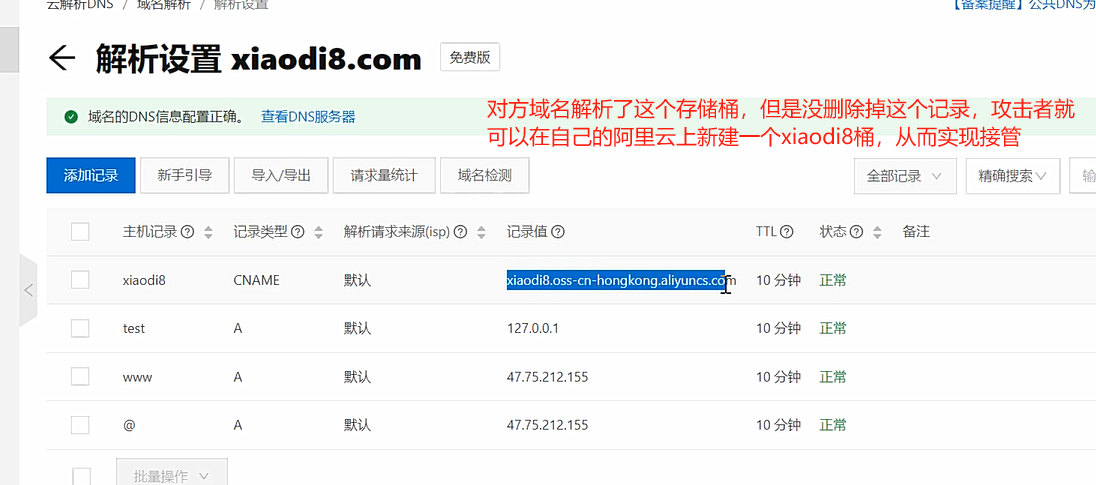 云解析DNS / 域名解析 / 解析设置
【备案提醒】公共DNS为
← 解析设置 xiaodi8.com 免费版
域名的DNS信息配置正确。 查看DNS服务器
对方域名解析了这个存储桶，但是没删除掉这个记录，攻击者就
可以在自己的阿里云上新建一个xiaodi8桶，从而实现接管
添加记录 新手引导 导入/导出 请求量统计 域名检测 全部记录 精确搜索 输
主机记录 记录类型 解析请求来源(isp) 记录值 TTL 状态 备注
xiaodi8 CNAME 默认 xiaodi8.oss-cn-hongkong.aliyuncs.com 10 分钟 正常
test A 默认 127.0.0.1 10 分钟 正常
www A 默认 47.75.212.155 10 分钟 正常
@ A 默认 47.75.212.155 10 分钟 正常
批量操作